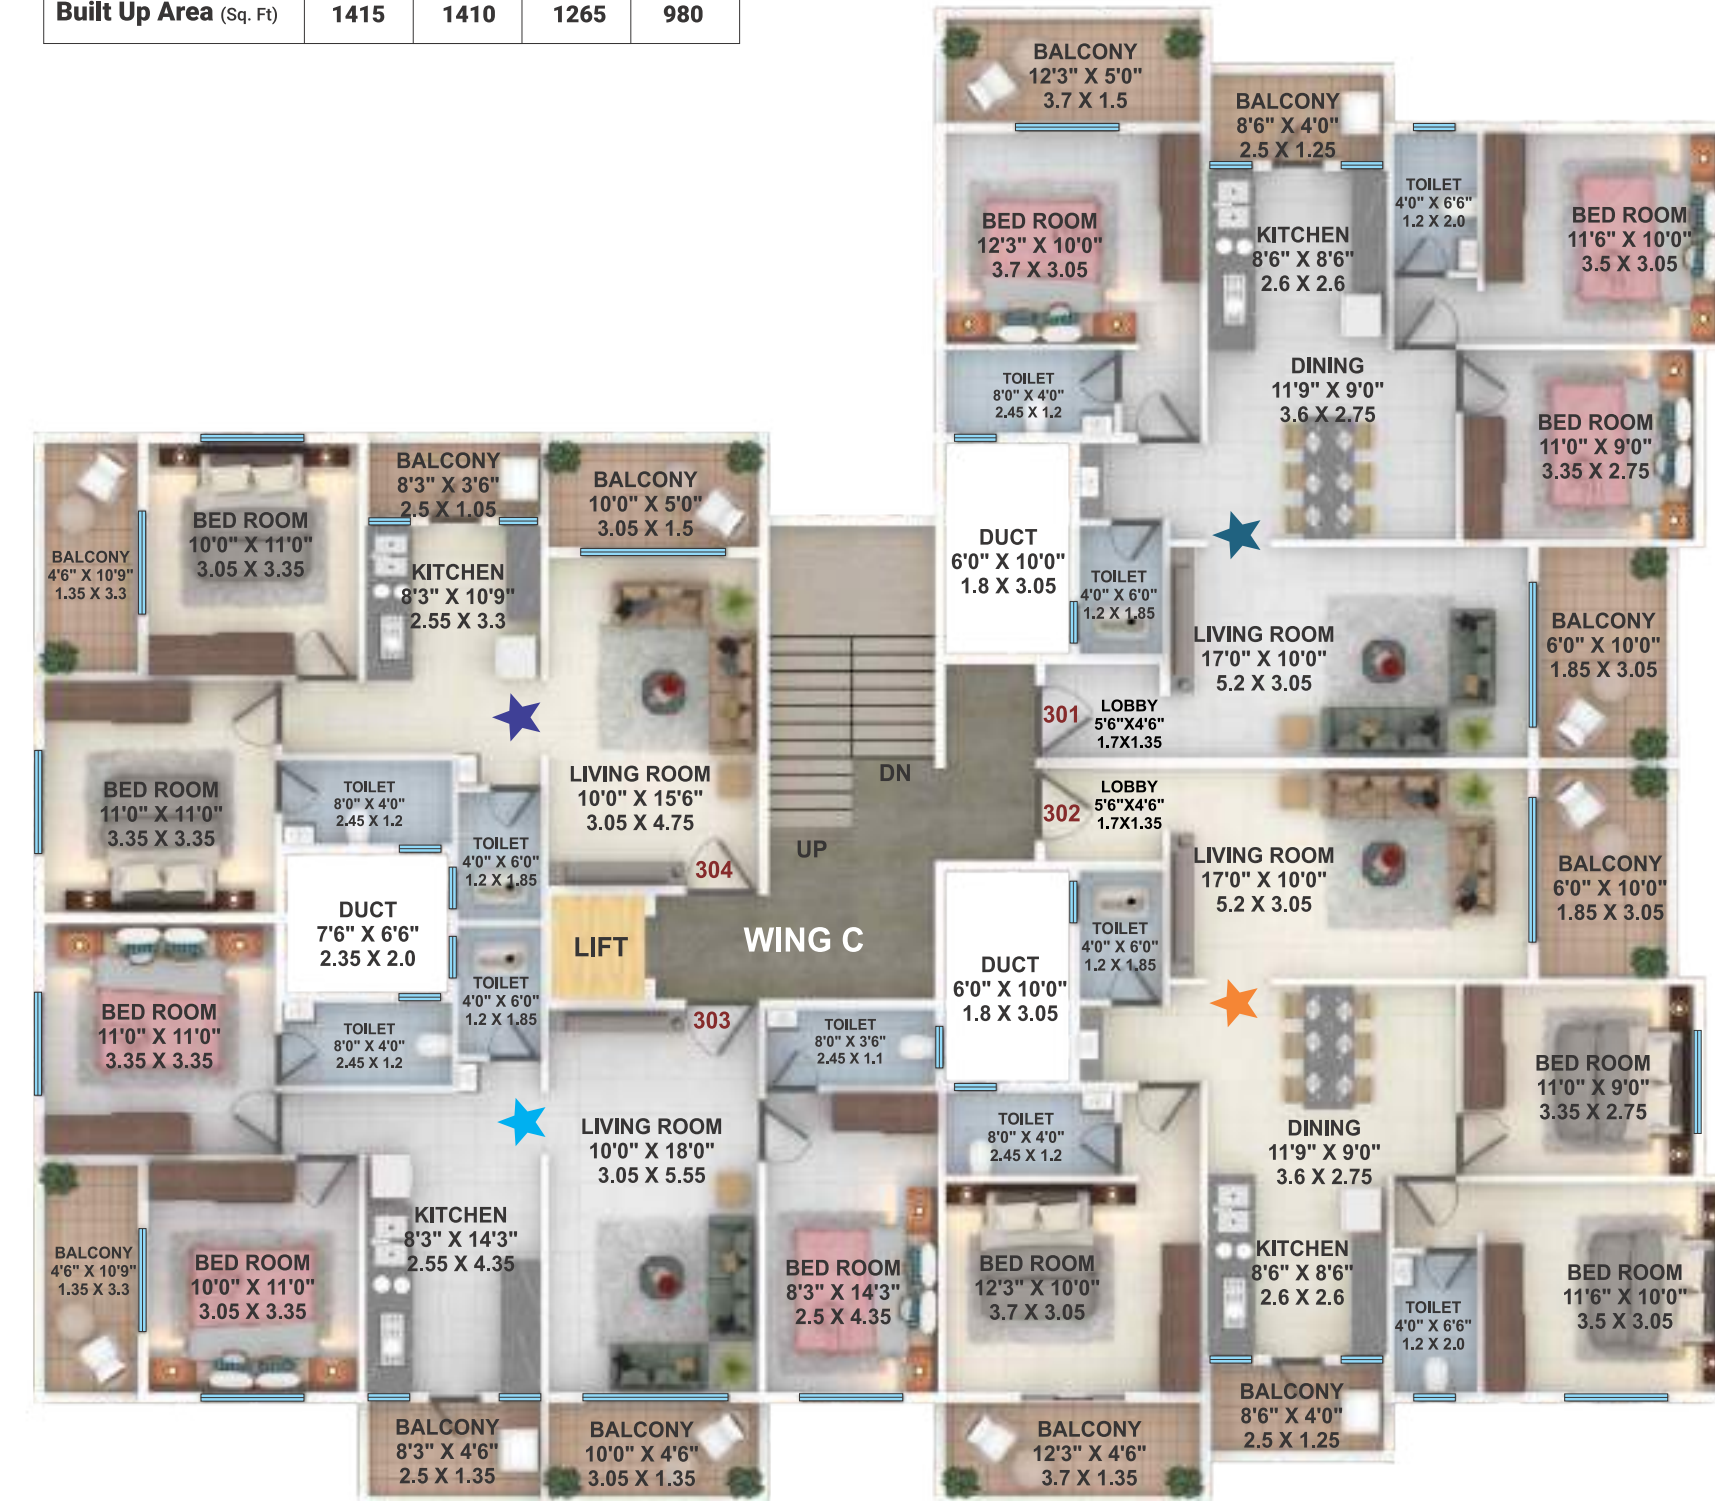 Built Up Area (Sq. Ft) 1415 1410 1265 980
BALCONY
12'3" X 5'0"
3.7 X 1.5
BALCONY
8'6" X 4'0"
2.5 X 1.25
BED ROOM
12'3" X 10'0"
3.7 X 3.05
KITCHEN
8'6" X 8'6"
2.6 X 2.6
TOILET
4'0" X 6'6"
1.2 X 2.0
BED ROOM
11'6" X 10'0"
3.5 X 3.05
TOILET
8'0" X 4'0"
2.45 X 1.2
DINING
11'9" X 9'0"
3.6 X 2.75
BED ROOM
11'0" X 9'0"
3.35 X 2.75
DUCT
6'0" X 10'0"
1.8 X 3.05
TOILET
4'0" X 6'0"
1.2 X 1.85
LIVING ROOM
17'0" X 10'0"
5.2 X 3.05
BALCONY
6'0" X 10'0"
1.85 X 3.05
301
LOBBY
5'6"X4'6"
1.7X1.35
BALCONY
4'6" X 10'9"
1.35 X 3.3
BED ROOM
10'0" X 11'0"
3.05 X 3.35
BALCONY
8'3" X 3'6"
2.5 X 1.05
BALCONY
10'0" X 5'0"
3.05 X 1.5
KITCHEN
8'3" X 10'9"
2.55 X 3.3
BED ROOM
11'0" X 11'0"
3.35 X 3.35
TOILET
8'0" X 4'0"
2.45 X 1.2
LIVING ROOM
10'0" X 15'6"
3.05 X 4.75
TOILET
4'0" X 6'0"
1.2 X 1.85
304
DN
UP
302
LOBBY
5'6"X4'6"
1.7X1.35
LIVING ROOM
17'0" X 10'0"
5.2 X 3.05
BALCONY
6'0" X 10'0"
1.85 X 3.05
DUCT
7'6" X 6'6"
2.35 X 2.0
LIFT
WING C
TOILET
4'0" X 6'0"
1.2 X 1.85
DUCT
6'0" X 10'0"
1.8 X 3.05
BED ROOM
11'0" X 11'0"
3.35 X 3.35
TOILET
8'0" X 4'0"
2.45 X 1.2
TOILET
4'0" X 6'0"
1.2 X 1.85
303
TOILET
8'0" X 3'6"
2.45 X 1.1
TOILET
8'0" X 4'0"
2.45 X 1.2
DINING
11'9" X 9'0"
3.6 X 2.75
BED ROOM
11'0" X 9'0"
3.35 X 2.75
LIVING ROOM
10'0" X 18'0"
3.05 X 5.55
BALCONY
4'6" X 10'9"
1.35 X 3.3
BED ROOM
10'0" X 11'0"
3.05 X 3.35
KITCHEN
8'3" X 14'3"
2.55 X 4.35
BED ROOM
8'3" X 14'3"
2.5 X 4.35
BED ROOM
12'3" X 10'0"
3.7 X 3.05
KITCHEN
8'6" X 8'6"
2.6 X 2.6
TOILET
4'0" X 6'6"
1.2 X 2.0
BED ROOM
11'6" X 10'0"
3.5 X 3.05
BALCONY
8'3" X 4'6"
2.5 X 1.35
BALCONY
10'0" X 4'6"
3.05 X 1.35
BALCONY
12'3" X 4'6"
3.7 X 1.35
BALCONY
8'6" X 4'0"
2.5 X 1.25